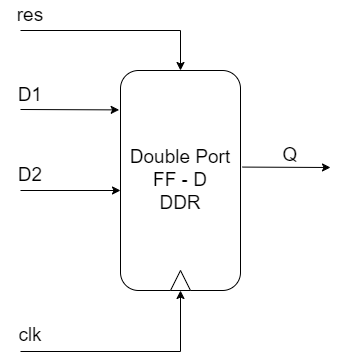 res
D1
D2
Double Port
FF - D
DDR
Q
clk